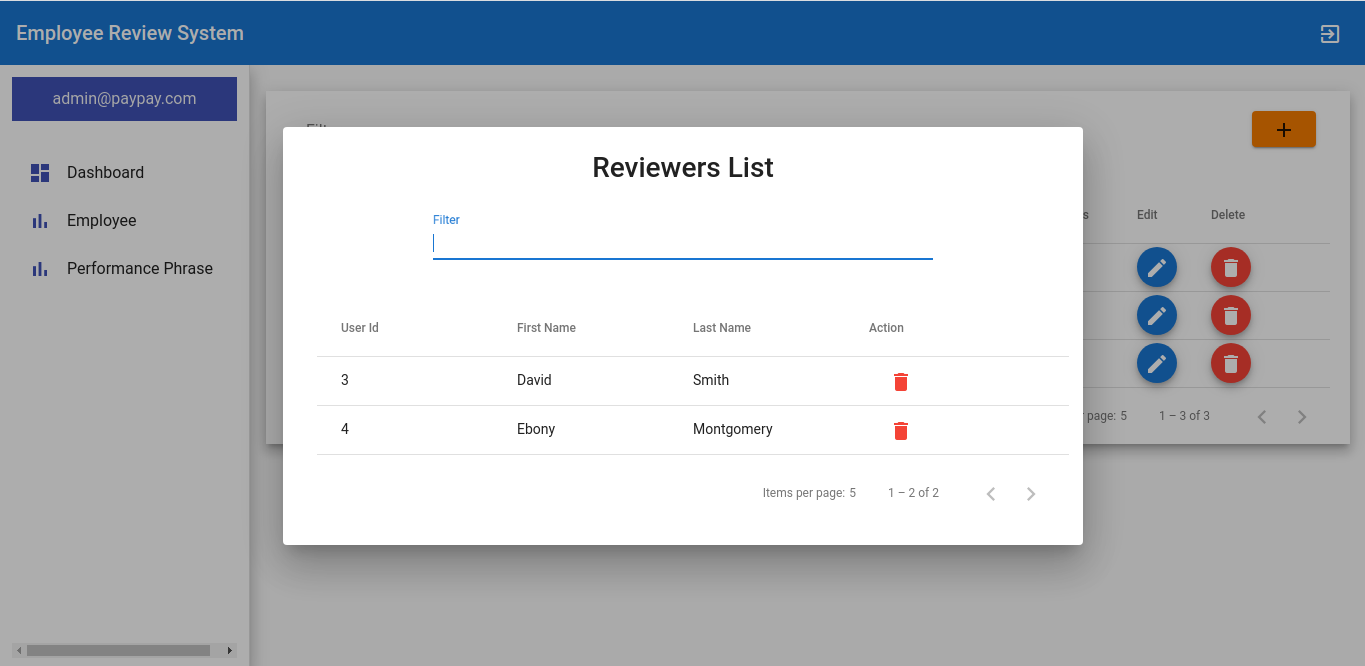 Employee Review System
admin@paypay.com
Dashboard
Employee
Performance Phrase
Reviewers List
Filter
User Id First Name Last Name Action
3 David Smith
4 Ebony Montgomery
Items per page: 5 1 – 2 of 2
Edit Delete
page: 5 1 – 3 of 3